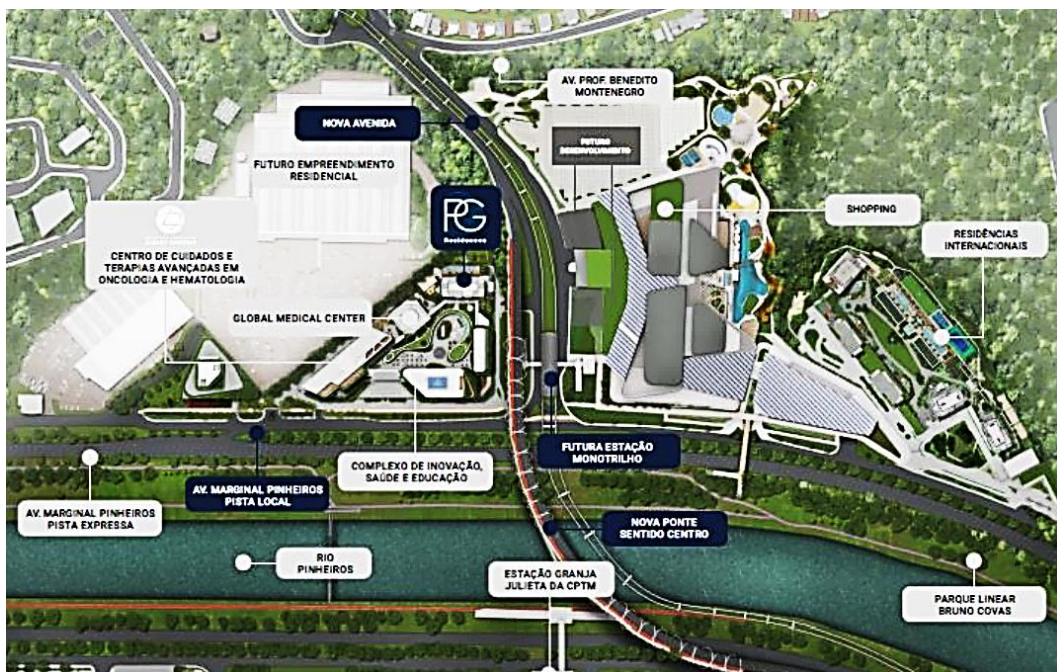 AV. PROF. BENEDITO
MONTENEGRO
NOVA AVENIDA
FUTURO
DESENVOLVIMENTO
FUTURO EMPREENDIMENTO
RESIDENCIAL
PG
Residences
SHOPPING
RESIDÊNCIAS
INTERNACIONAIS
CENTRO DE CUIDADOS E
TERAPIAS AVANÇADAS EM
ONCOLOGIA E HEMATOLOGIA
GLOBAL MEDICAL CENTER
FUTURA ESTAÇÃO
MONOTRILHO
COMPLEXO DE INOVAÇÃO,
SAÚDE E EDUCAÇÃO
AV. MARGINAL PINHEIROS
PISTA LOCAL
AV. MARGINAL PINHEIROS
PISTA EXPRESSA
NOVA PONTE
SENTIDO CENTRO
RIO
PINHEIROS
ESTAÇÃO GRANJA
JULIETA DA CPTM
PARQUE LINEAR
BRUNO COVAS